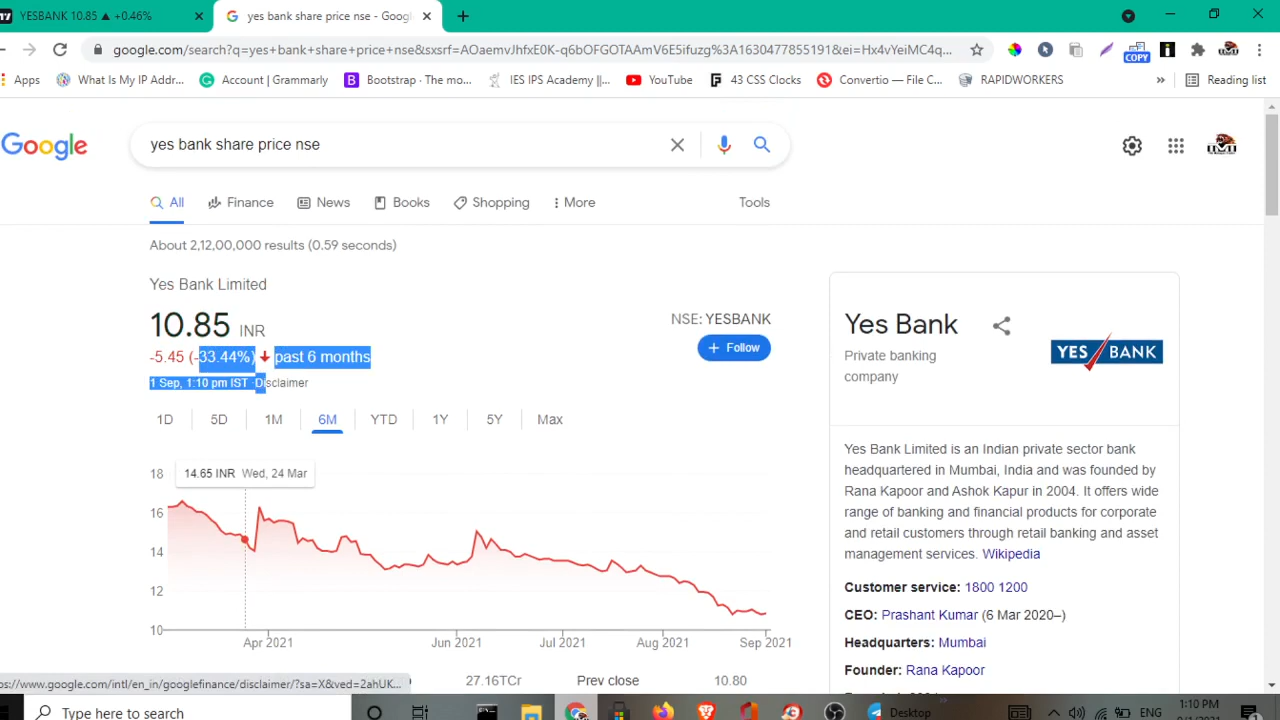 YESBANK 10.85 ▲ +0.46%
yes bank share price nse - Goog
google.com/search?q=yes+bank+share+price+nse&sxsrf=AOaemvJhfxE0K-q6bOFGOTAAmV6E5ifuzg%3A1630477855191&ei=Hx4vYeiMC4q...
COPY
Apps
What Is My IP Addr...
Account | Grammarly
Bootstrap · The mo...
IES IPS Academy ||...
YouTube
43 CSS Clocks
Convertio — File C...
RAPIDWORKERS
»
Reading list
Google
yes bank share price nse
All
Finance
News
Books
Shopping
More
Tools
About 2,12,00,000 results (0.59 seconds)
Yes Bank Limited
10.85 INR
-5.45 (-33.44%) ↓ past 6 months
1 Sep, 1:10 pm IST · Disclaimer
NSE: YESBANK
+ Follow
1D
5D
1M
6M
YTD
1Y
5Y
Max
14.65 INR Wed, 24 Mar
18
16
14
12
10
Apr 2021
Jun 2021
Jul 2021
Aug 2021
Sep 2021
27.16TCr
Prev close
10.80
Yes Bank
Private banking
company
YES BANK
Yes Bank Limited is an Indian private sector bank
headquartered in Mumbai, India and was founded by
Rana Kapoor and Ashok Kapur in 2004. It offers wide
range of banking and financial products for corporate
and retail customers through retail banking and asset
management services. Wikipedia
Customer service: 1800 1200
CEO: Prashant Kumar (6 Mar 2020–)
Headquarters: Mumbai
Founder: Rana Kapoor
ps://www.google.com/intl/en_in/googlefinance/disclaimer/?sa=X&ved=2ahUK...
Type here to search
Desktop
»
ENG
1:10 PM